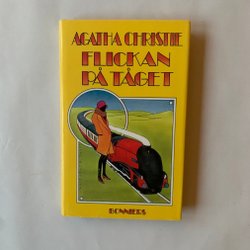 AGATHA CHRISTIE
FLICKAN
PÅ TÅGET
BONNIERS